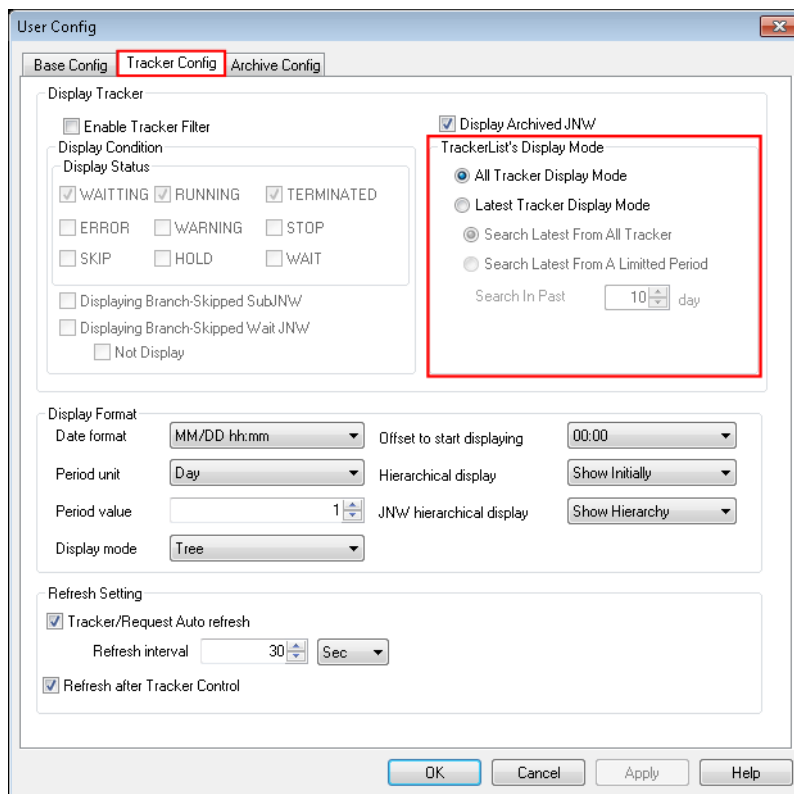 User Config
Base Config Tracker Config Archive Config
Display Tracker
Enable Tracker Filter
Display Archived JNW
Display Condition
Display Status
WAITTING RUNNING TERMINATED
ERROR WARNING STOP
SKIP HOLD WAIT
Displaying Branch-Skipped SubJNW
Displaying Branch-Skipped Wait JNW
Not Display
TrackerList's Display Mode
All Tracker Display Mode
Latest Tracker Display Mode
Search Latest From All Tracker
Search Latest From A Limitted Period
Search In Past 10 day
Display Format
Date format MM/DD hh:mm Offset to start displaying 00:00
Period unit Day Hierarchical display Show Initially
Period value 1 JNW hierarchical display Show Hierarchy
Display mode Tree
Refresh Setting
Tracker/Request Auto refresh
Refresh interval 30 Sec
Refresh after Tracker Control
OK Cancel Apply Help